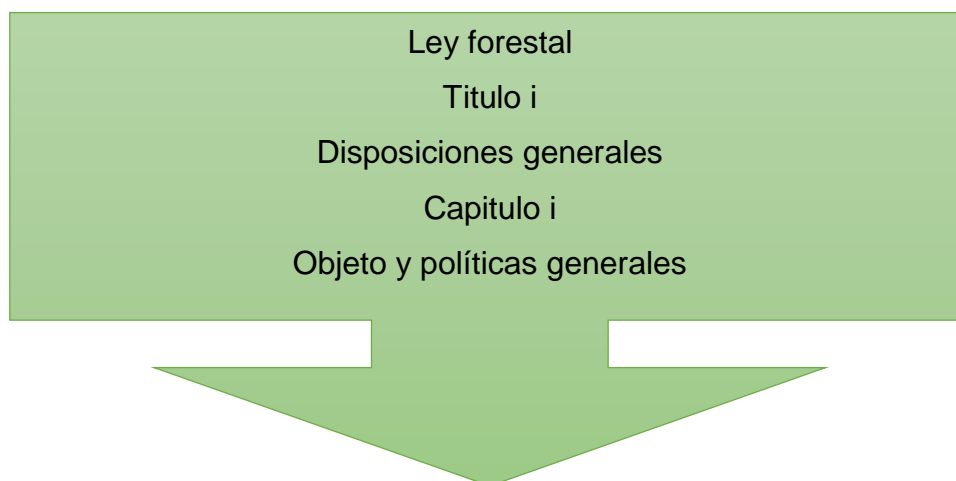 Ley forestal
Titulo i
Disposiciones generales
Capitulo i
Objeto y políticas generales